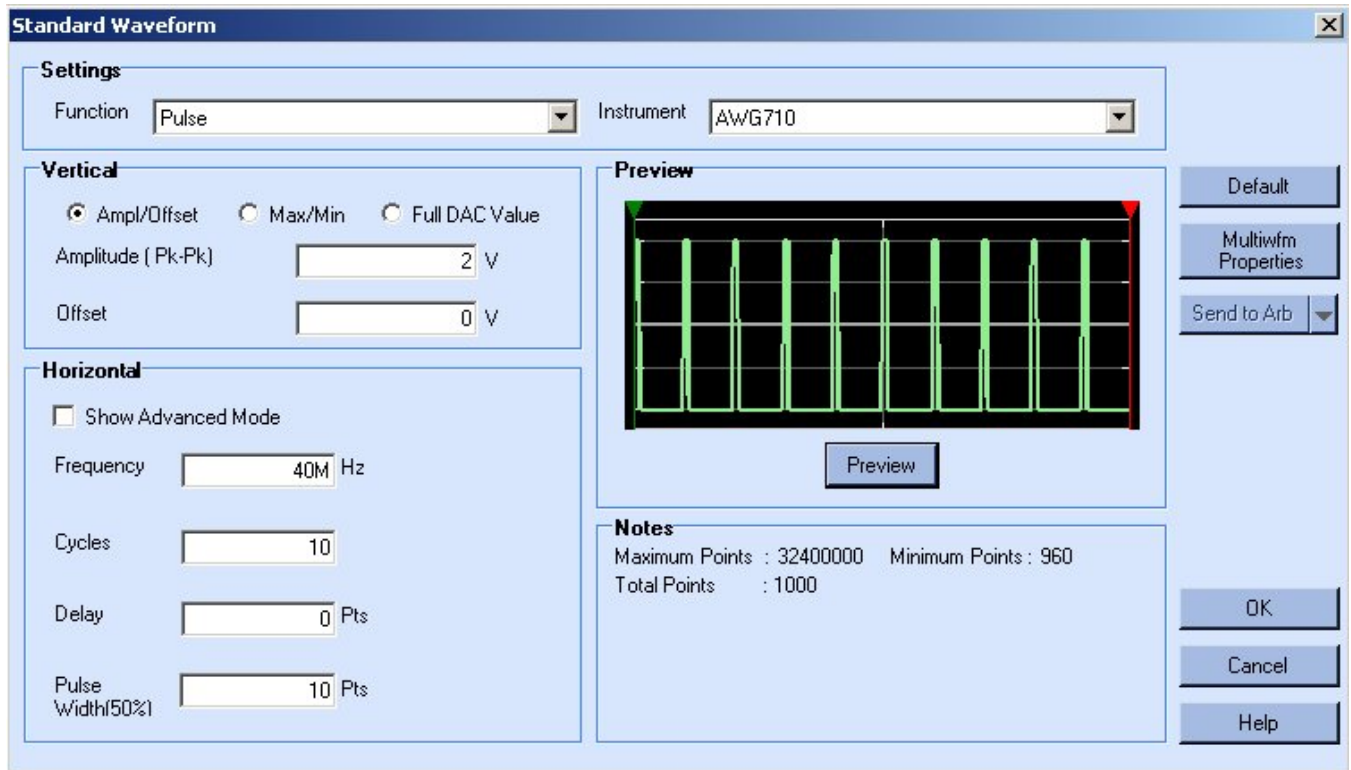 Standard Waveform
Settings
Function Pulse Instrument AWG710
Vertical
Ampl/Offset Max/Min Full DAC Value
Amplitude ( Pk-Pk) 2 V
Offset 0 V
Horizontal
Show Advanced Mode
Frequency 40M Hz
Cycles 10
Delay 0 Pts
Pulse
Width(50%) 10 Pts
Preview
Preview
Notes
Maximum Points : 32400000 Minimum Points : 960
Total Points : 1000
Default
Multiwfm
Properties
Send to Arb
OK
Cancel
Help